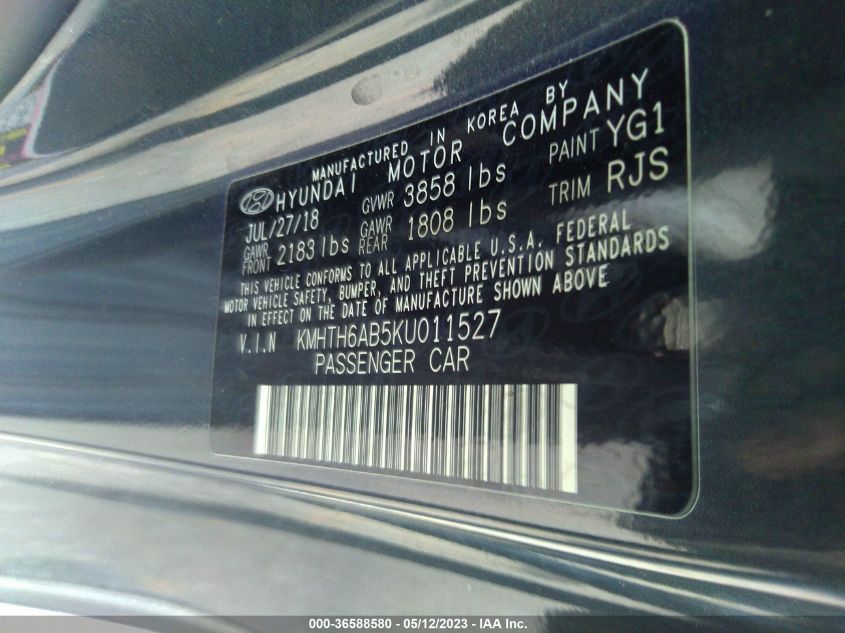 MANUFACTURED IN KOREA BY
HYUNDAI MOTOR COMPANY
JUL/27/18 GVWR 3858 lbs PAINT YG1
GAWR FRONT 2183 lbs GAWR REAR 1808 lbs TRIM RJS
THIS VEHICLE CONFORMS TO ALL APPLICABLE U.S.A. FEDERAL
MOTOR VEHICLE SAFETY, BUMPER, AND THEFT PREVENTION STANDARDS
IN EFFECT ON THE DATE OF MANUFACTURE SHOWN ABOVE
V.I.N KMHTH6AB5KU011527
PASSENGER CAR
000-36588580 - 05/12/2023 - IAA Inc.